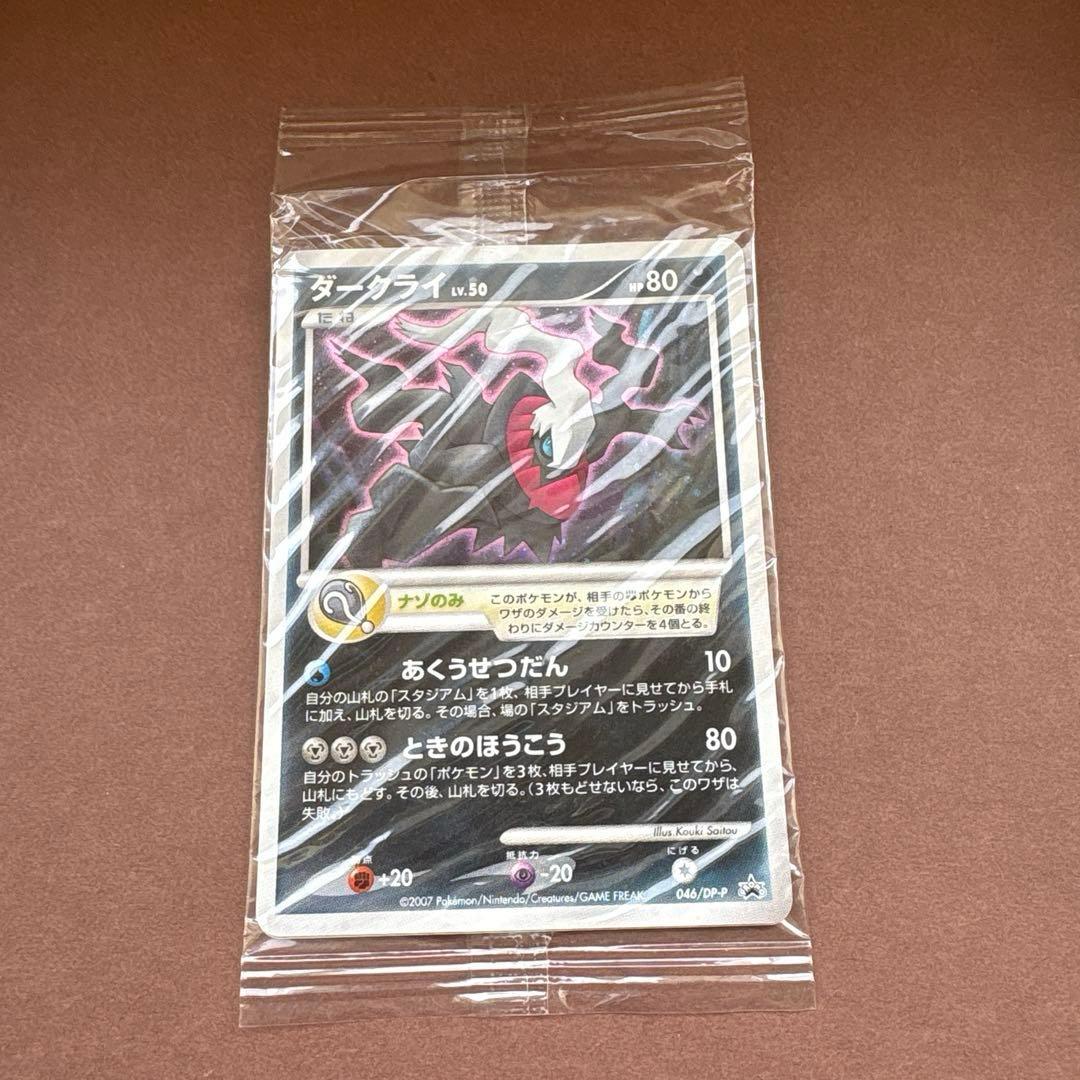 ダークライ LV.50 HP 80
たね
ナゾのみ
このポケモンが、相手のポケモンから
ワザのダメージを受けたら、その番の終
わりにダメージカウンターを4個とる。
あくうせつだん 10
自分の山札の「スタジアム」を1枚、相手プレイヤーに見せてから手札
に加え、山札を切る。その場合、場の「スタジアム」をトラッシュ。
ときのほうこう 80
自分のトラッシュの「ポケモン」を3枚、相手プレイヤーに見せてから、
山札にもどす。その後、山札を切る。(3枚もどせないなら、このワザは
失敗。)
Illus. Kouki Saitou
弱点 +20 抵抗力 -20 にげる
©2007 Pokémon/Nintendo/Creatures/GAME FREAK. 046/DP-P